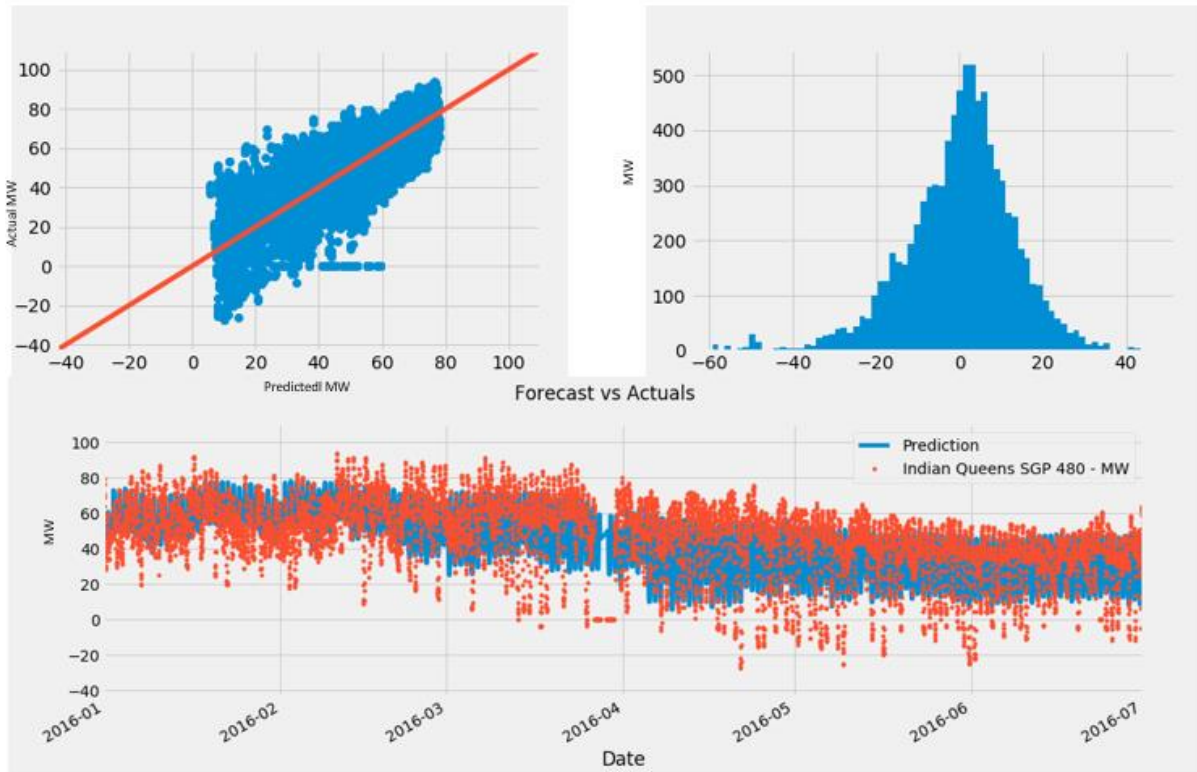 100
80
60
40
20
0
−20
−40
Actual MW
−40 −20 0 20 40 60 80 100
Predictedl MW
500
400
300
200
100
0
MW
−60 −40 −20 0 20 40
Forecast vs Actuals
100
80
60
40
20
0
−20
−40
MW
Prediction
Indian Queens SGP 480 - MW
2016-01 2016-02 2016-03 2016-04 2016-05 2016-06 2016-07
Date